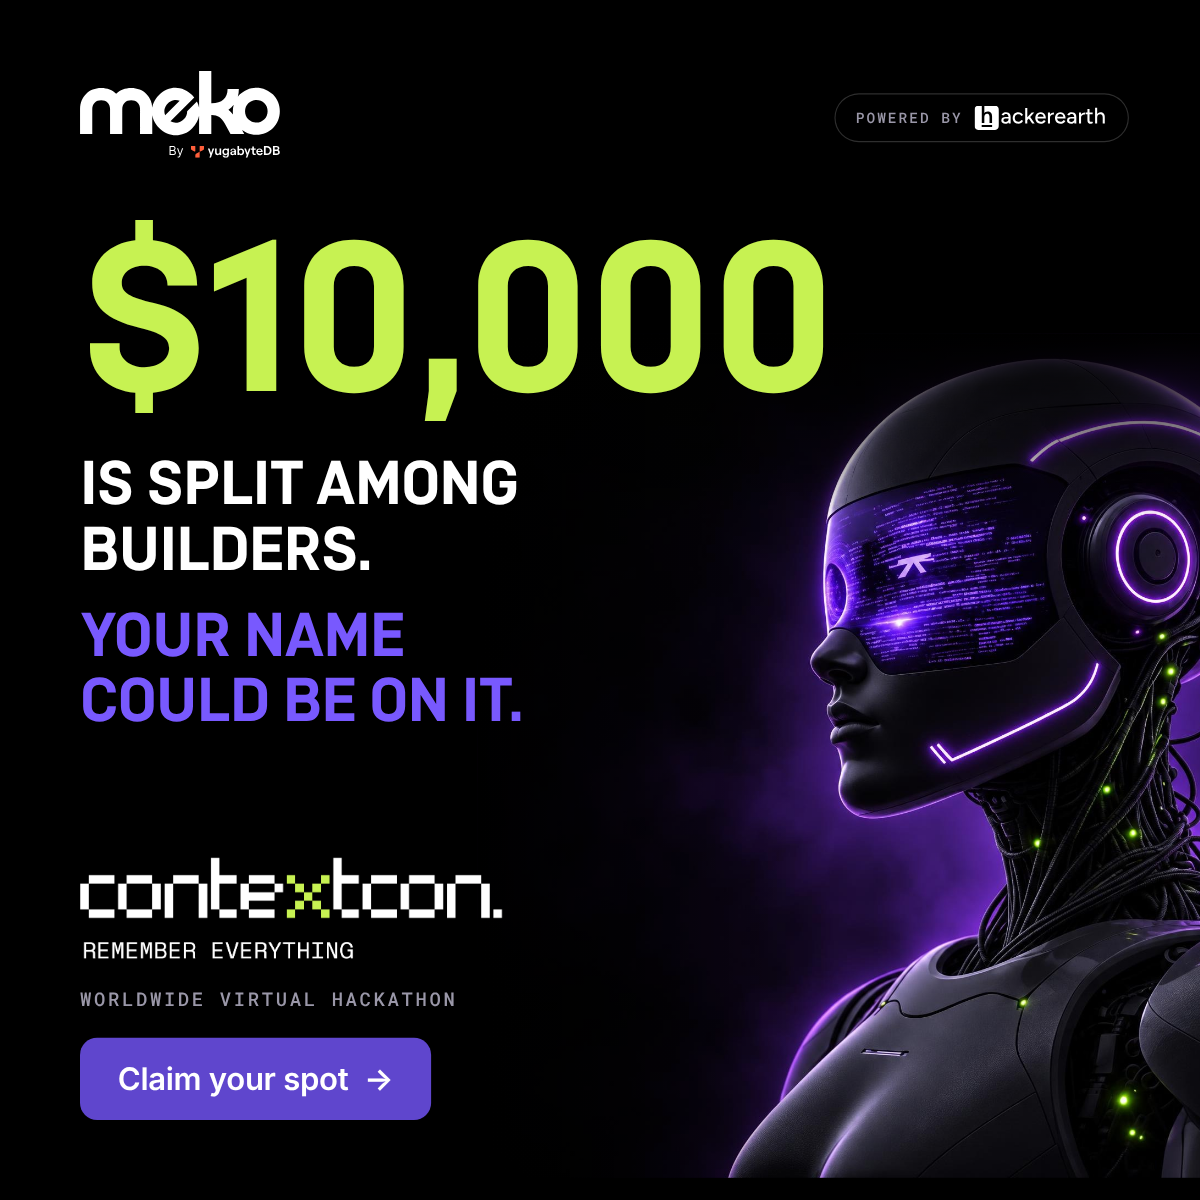 meko
By yugabyteDB
POWERED BY hackerearth
$10,000
IS SPLIT AMONG
BUILDERS.
YOUR NAME
COULD BE ON IT.
contextcon.
REMEMBER EVERYTHING
WORLDWIDE VIRTUAL HACKATHON
Claim your spot →